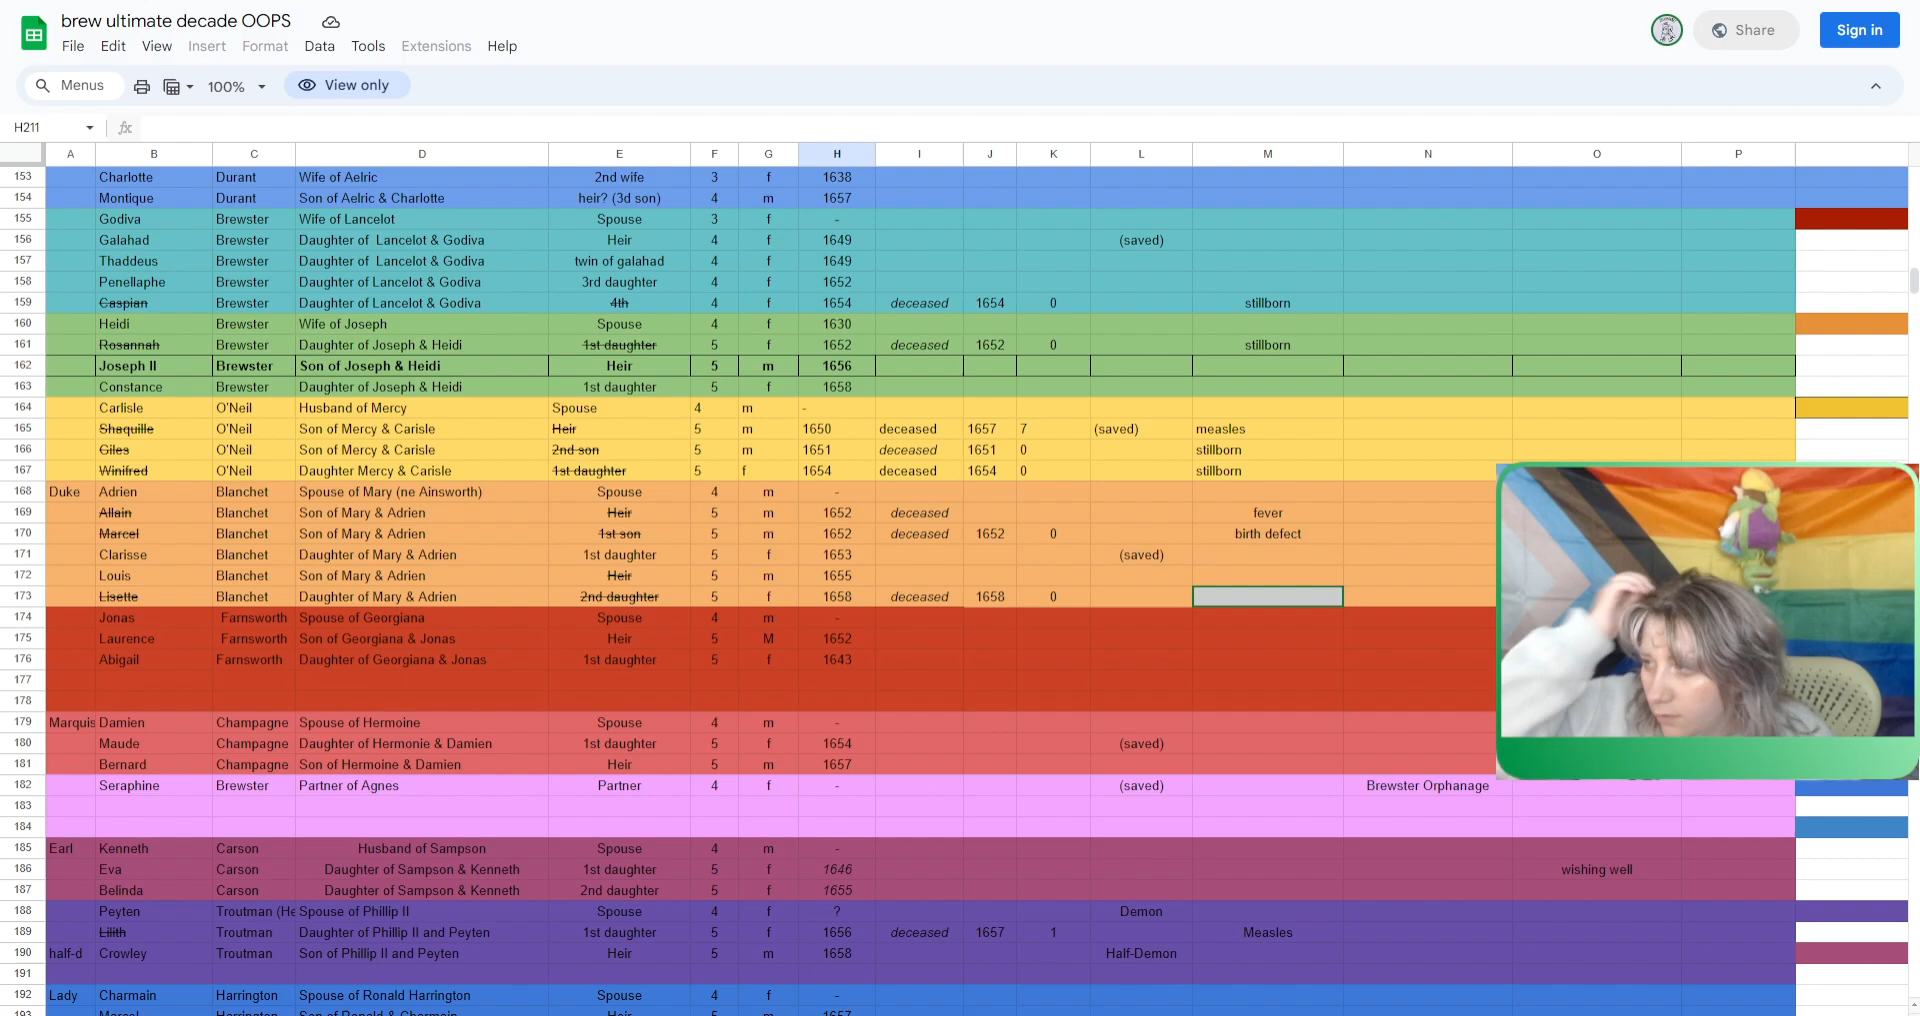 brew ultimate decade OOPS
File Edit View Insert Format Data Tools Extensions Help
Share
Sign in
Menus
100%
View only
H211
fx
A B C D E F G H I J K L M N O P
153 Charlotte Durant Wife of Aelric 2nd wife 3 f 1638
154 Montique Durant Son of Aelric & Charlotte heir? (3d son) 4 m 1657
155 Godiva Brewster Wife of Lancelot Spouse 3 f -
156 Galahad Brewster Daughter of Lancelot & Godiva Heir 4 f 1649 (saved)
157 Thaddeus Brewster Daughter of Lancelot & Godiva twin of galahad 4 f 1649
158 Penellaphe Brewster Daughter of Lancelot & Godiva 3rd daughter 4 f 1652
159 Caspian Brewster Daughter of Lancelot & Godiva 4th 4 f 1654 deceased 1654 0 stillborn
160 Heidi Brewster Wife of Joseph Spouse 4 f 1630
161 Rosannah Brewster Daughter of Joseph & Heidi 1st daughter 5 f 1652 deceased 1652 0 stillborn
162 Joseph II Brewster Son of Joseph & Heidi Heir 5 m 1656
163 Constance Brewster Daughter of Joseph & Heidi 1st daughter 5 f 1658
164 Carlisle O'Neil Husband of Mercy Spouse 4 m -
165 Shaquille O'Neil Son of Mercy & Carisle Heir 5 m 1650 deceased 1657 7 (saved) measles
166 Giles O'Neil Son of Mercy & Carisle 2nd son 5 m 1651 deceased 1651 0 stillborn
167 Winifred O'Neil Daughter Mercy & Carisle 1st daughter 5 f 1654 deceased 1654 0 stillborn
168 Duke Adrien Blanchet Spouse of Mary (ne Ainsworth) Spouse 4 m -
169 Allain Blanchet Son of Mary & Adrien Heir 5 m 1652 deceased fever
170 Marcel Blanchet Son of Mary & Adrien 1st son 5 m 1652 deceased 1652 0 birth defect
171 Clarisse Blanchet Daughter of Mary & Adrien 1st daughter 5 f 1653 (saved)
172 Louis Blanchet Son of Mary & Adrien Heir 5 m 1655
173 Lisette Blanchet Daughter of Mary & Adrien 2nd daughter 5 f 1658 deceased 1658 0
174 Jonas Farnsworth Spouse of Georgiana Spouse 4 m -
175 Laurence Farnsworth Son of Georgiana & Jonas Heir 5 M 1652
176 Abigail Farnsworth Daughter of Georgiana & Jonas 1st daughter 5 f 1643
177
178
179 Marquis Damien Champagne Spouse of Hermoine Spouse 4 m -
180 Maude Champagne Daughter of Hermonie & Damien 1st daughter 5 f 1654 (saved)
181 Bernard Champagne Son of Hermoine & Damien Heir 5 m 1657
182 Seraphine Brewster Partner of Agnes Partner 4 f - (saved) Brewster Orphanage
183
184
185 Earl Kenneth Carson Husband of Sampson Spouse 4 m -
186 Eva Carson Daughter of Sampson & Kenneth 1st daughter 5 f 1646 wishing well
187 Belinda Carson Daughter of Sampson & Kenneth 2nd daughter 5 f 1655
188 Peyten Troutman (He Spouse of Phillip II Spouse 4 f ? Demon
189 Lilith Troutman Daughter of Phillip II and Peyten 1st daughter 5 f 1656 deceased 1657 1 Measles
190 half-d Crowley Troutman Son of Phillip II and Peyten Heir 5 m 1658 Half-Demon
191
192 Lady Charmain Harrington Spouse of Ronald Harrington Spouse 4 f -
193 Marcel Harrington Son of Ronald & Charmain Heir 5 m 1657